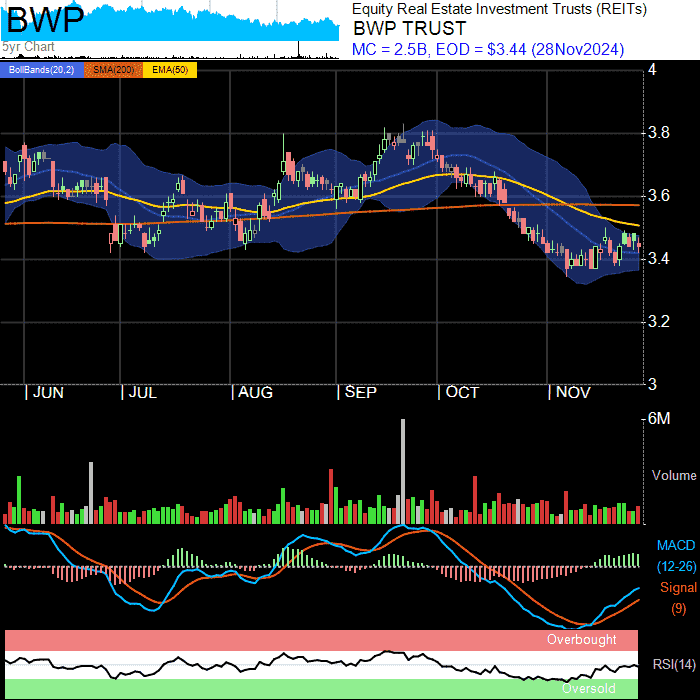 BWP
5yr Chart
Equity Real Estate Investment Trusts (REITs)
BWP TRUST
MC = 2.5B, EOD = $3.44 (28Nov2024)
BollBands(20,2) SMA(200) EMA(50)
4
3.8
3.6
3.4
3.2
3
JUN JUL AUG SEP OCT NOV
6M
Volume
MACD
(12-26)
Signal
(9)
Overbought
RSI(14)
Oversold